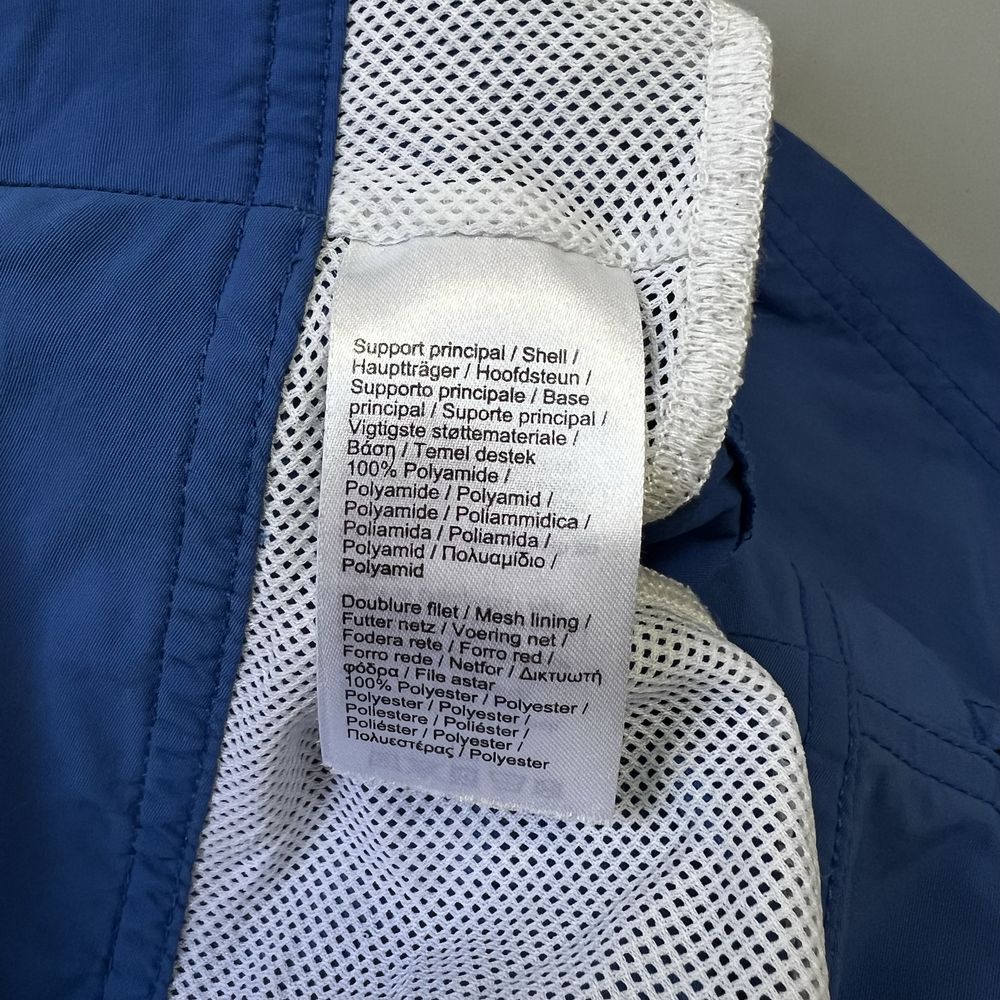 Support principal / Shell /
Hauptträger / Hoofdsteun /
Supporto principale / Base
principal / Suporte principal /
Vigtigste støttemateriale /
Βάση / Temel destek
100% Polyamide /
Polyamide / Polyamid /
Polyamide / Poliammidica /
Poliamida / Poliamida /
Polyamid / Πολυαμίδιο /
Polyamid
Doublure filet / Mesh lining /
Futter netz / Voering net /
Fodera rete / Forro red /
Forro rede / Netfor / Δικτυωτή
φόδρα / File astar
100% Polyester / Polyester /
Polyester / Polyester /
Poliestere / Poliéster /
Poliéster / Polyester /
Πολυεστέρας / Polyester